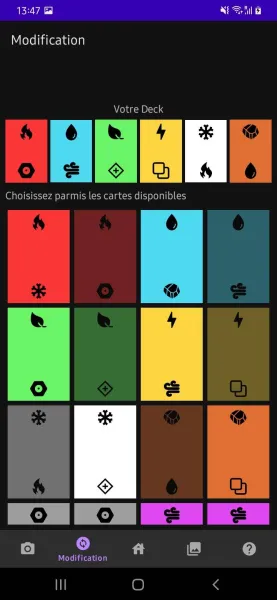 13:47
Modification
Votre Deck
Choisissez parmis les cartes disponibles
Modification